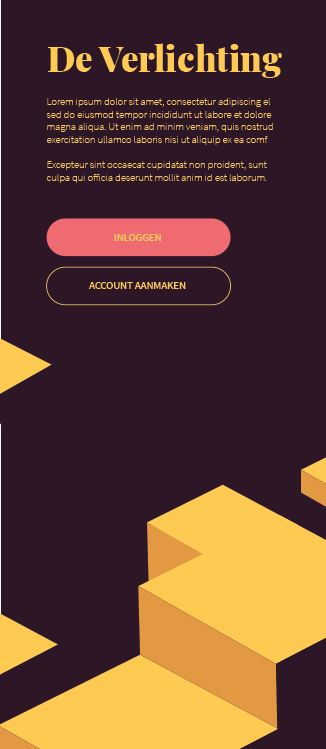 De Verlichting
Lorem ipsum dolor sit amet, consectetur adipiscing el
sed do eiusmod tempor incididunt ut labore et dolore
magna aliqua. Ut enim ad minim veniam, quis nostrud
exercitation ullamco laboris nisi ut aliquip ex ea comf
Excepteur sint occaecat cupidatat non proident, sunt
culpa qui officia deserunt mollit anim id est laborum.
INLOGGEN
ACCOUNT AANMAKEN